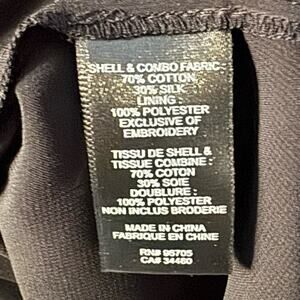 SHELL & COMBO FABRIC :
70% COTTON
30% SILK
LINING :
100% POLYESTER
EXCLUSIVE OF
EMBROIDERY
TISSU DE SHELL &
TISSUE COMBINE :
70% COTON
30% SOIE
DOUBLURE :
100% POLYESTER
NON INCLUS BRODERIE
MADE IN CHINA
FABRIQUE EN CHINE
RN# 95705
CA# 34460